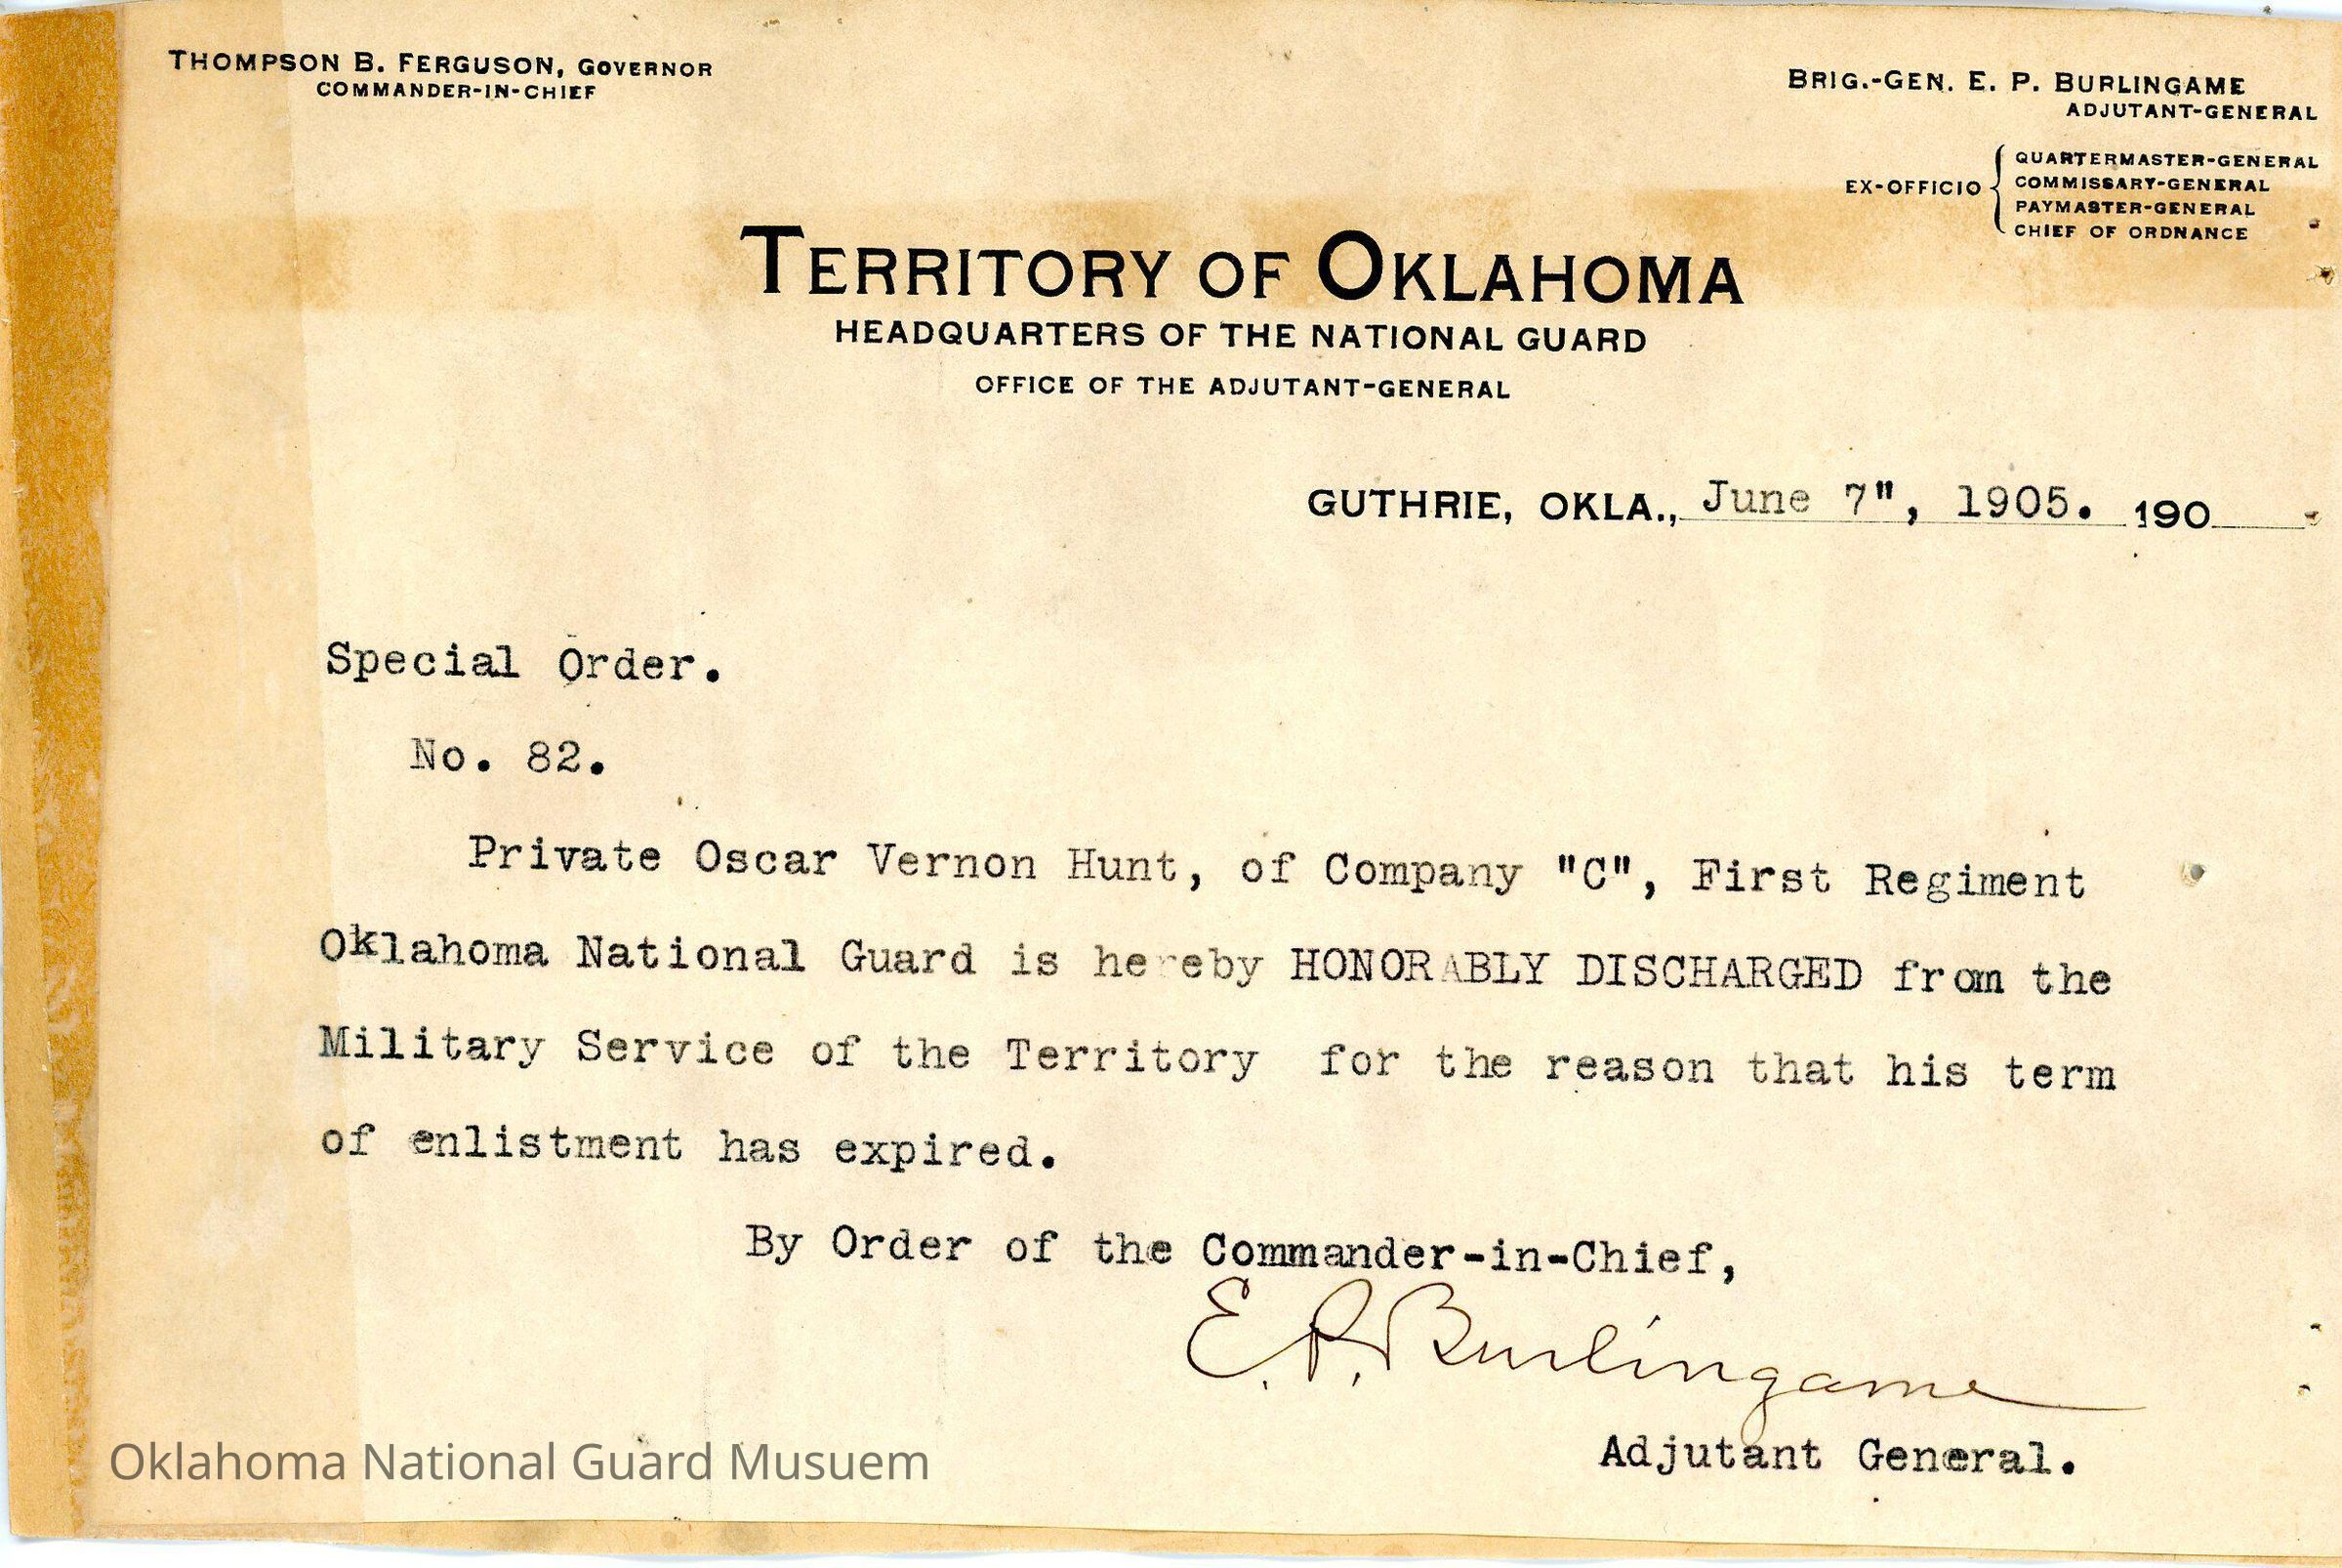 THOMPSON B. FERGUSON, GOVERNOR
COMMANDER-IN-CHIEF
BRIG.-GEN. E. P. BURLINGAME
ADJUTANT-GENERAL
EX-OFFICIO
QUARTERMASTER-GENERAL
COMMISSARY-GENERAL
PAYMASTER-GENERAL
CHIEF OF ORDNANCE
TERRITORY OF OKLAHOMA
HEADQUARTERS OF THE NATIONAL GUARD
OFFICE OF THE ADJUTANT-GENERAL
GUTHRIE, OKLA., June 7", 1905. 190
Special Order.
No. 82.
Private Oscar Vernon Hunt, of Company "C", First Regiment
Oklahoma National Guard is hereby HONORABLY DISCHARGED from the
Military Service of the Territory for the reason that his term
of enlistment has expired.
By Order of the Commander-in-Chief,
E. P. Burlingame
Adjutant General.
Oklahoma National Guard Musuem